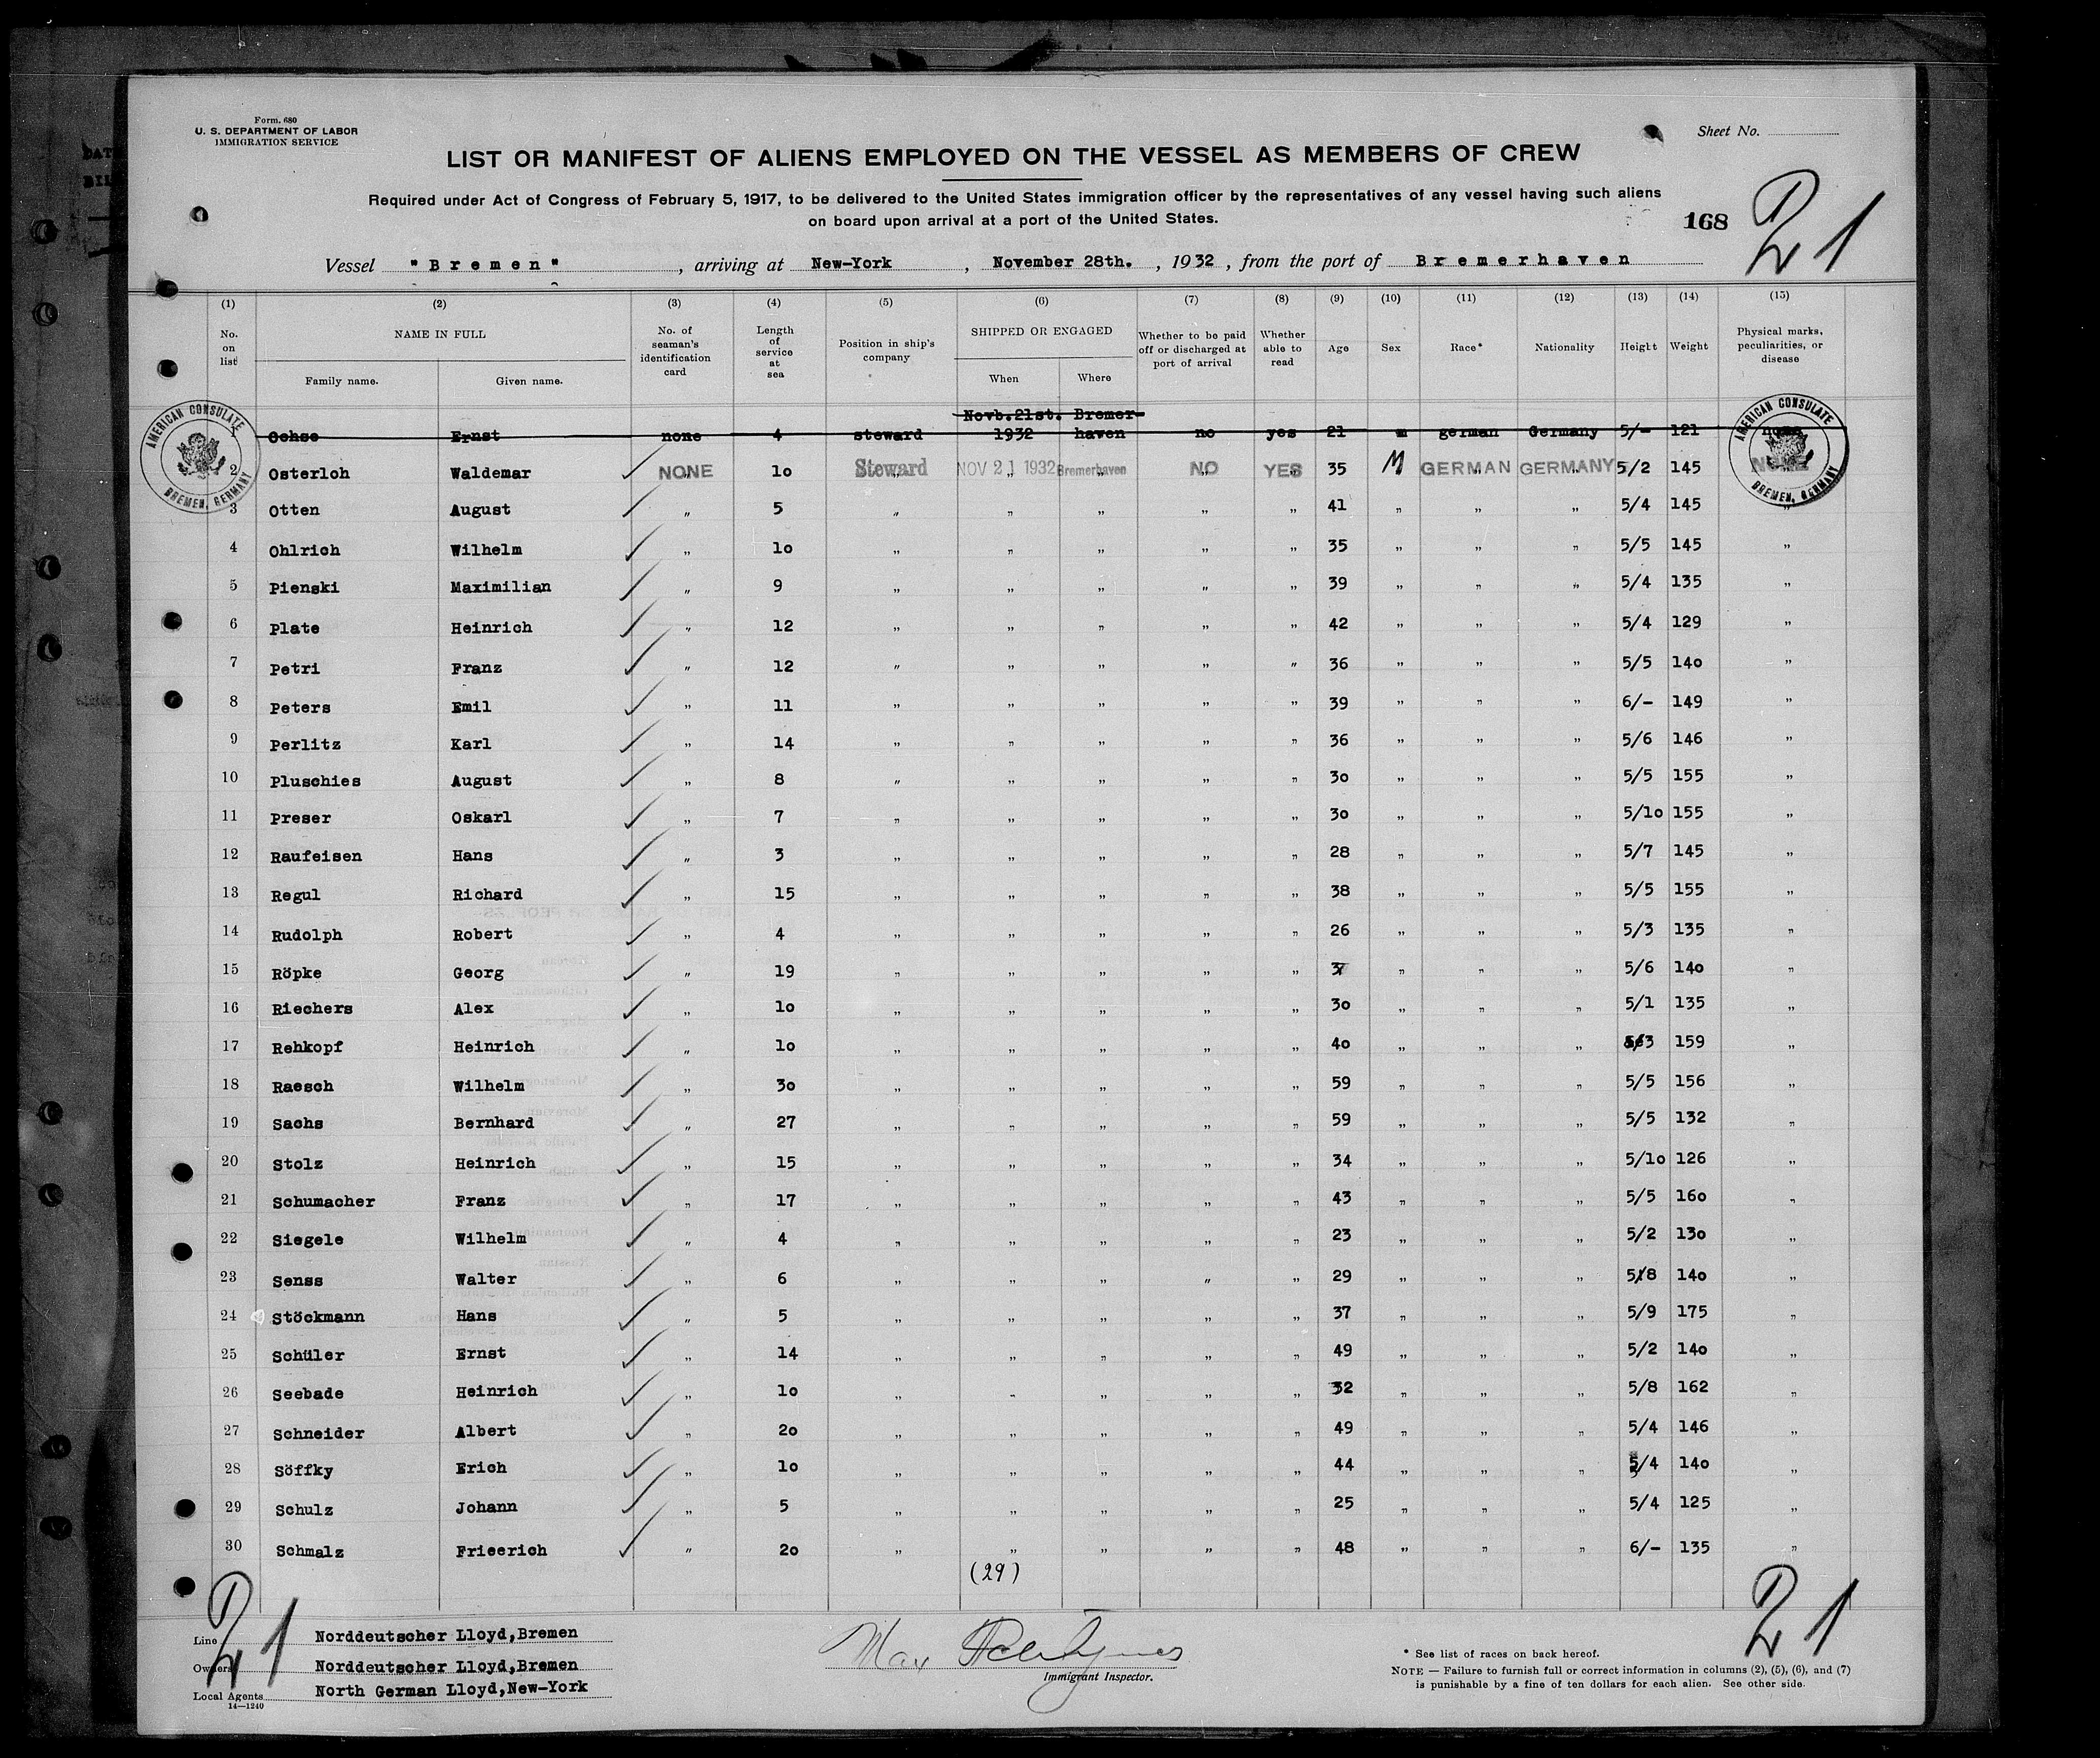 Form. 680
U. S. DEPARTMENT OF LABOR
IMMIGRATION SERVICE
Sheet No.
LIST OR MANIFEST OF ALIENS EMPLOYED ON THE VESSEL AS MEMBERS OF CREW
Required under Act of Congress of February 5, 1917, to be delivered to the United States immigration officer by the representatives of any vessel having such aliens
on board upon arrival at a port of the United States.
168
21
Vessel "Bremen", arriving at New-York, November 28th., 1932, from the port of Bremerhaven
(1) (2) (3) (4) (5) (6) (7) (8) (9) (10) (11) (12) (13) (14) (15)
No. on list NAME IN FULL Family name. Given name. No. of seaman's identification card Length of service at sea Position in ship's company SHIPPED OR ENGAGED When Where Whether to be paid off or discharged at port of arrival Whether able to read Age Sex Race* Nationality Height Weight Physical marks, peculiarities, or disease
AMERICAN CONSULATE BREMEN, GERMANY
AMERICAN CONSULATE BREMEN, GERMANY
Novb.21st. Bremer-
1 Ochse Ernst none 4 steward 1932 haven no yes 21 m german Germany 5/- 121 none
2 Osterloh Waldemar NONE 10 Steward NOV 21 1932 Bremerhaven NO YES 35 M GERMAN GERMANY 5/2 145 NONE
3 Otten August " 5 " " " " " 41 " " " 5/4 145 "
4 Ohlrich Wilhelm " 10 " " " " " 35 " " " 5/5 145 "
5 Pienski Maximilian " 9 " " " " " 39 " " " 5/4 135 "
6 Plate Heinrich " 12 " " " " " 42 " " " 5/4 129 "
7 Petri Franz " 12 " " " " " 36 " " " 5/5 140 "
8 Peters Emil " 11 " " " " " 39 " " " 6/- 149 "
9 Perlitz Karl " 14 " " " " " 36 " " " 5/6 146 "
10 Pluschies August " 8 " " " " " 30 " " " 5/5 155 "
11 Preser Oskarl " 7 " " " " " 30 " " " 5/10 155 "
12 Raufeisen Hans " 3 " " " " " 28 " " " 5/7 145 "
13 Regul Richard " 15 " " " " " 38 " " " 5/5 155 "
14 Rudolph Robert " 4 " " " " " 26 " " " 5/3 135 "
15 Röpke Georg " 19 " " " " " 37 " " " 5/6 140 "
16 Riechers Alex " 10 " " " " " 30 " " " 5/1 135 "
17 Rehkopf Heinrich " 10 " " " " " 40 " " " 5/3 159 "
18 Raesch Wilhelm " 30 " " " " " 59 " " " 5/5 156 "
19 Sachs Bernhard " 27 " " " " " 59 " " " 5/5 132 "
20 Stolz Heinrich " 15 " " " " " 34 " " " 5/10 126 "
21 Schumacher Franz " 17 " " " " " 43 " " " 5/5 160 "
22 Siegele Wilhelm " 4 " " " " " 23 " " " 5/2 130 "
23 Senss Walter " 6 " " " " " 29 " " " 5/8 140 "
24 Stöckmann Hans " 5 " " " " " 37 " " " 5/9 175 "
25 Schüler Ernst " 14 " " " " " 49 " " " 5/2 140 "
26 Seebade Heinrich " 10 " " " " " 32 " " " 5/8 162 "
27 Schneider Albert " 20 " " " " " 49 " " " 5/4 146 "
28 Söffky Erich " 10 " " " " " 44 " " " 5/4 140 "
29 Schulz Johann " 5 " " " " " 25 " " " 5/4 125 "
30 Schmalz Frieerich " 20 " " " " " 48 " " " 6/- 135 "
(29)
21
21
Line Norddeutscher Lloyd,Bremen
Owners Norddeutscher Lloyd,Bremen
Local Agents North German Lloyd,New-York
14—1240
Max
Immigrant Inspector.
* See list of races on back hereof.
NOTE — Failure to furnish full or correct information in columns (2), (5), (6), and (7)
is punishable by a fine of ten dollars for each alien. See other side.